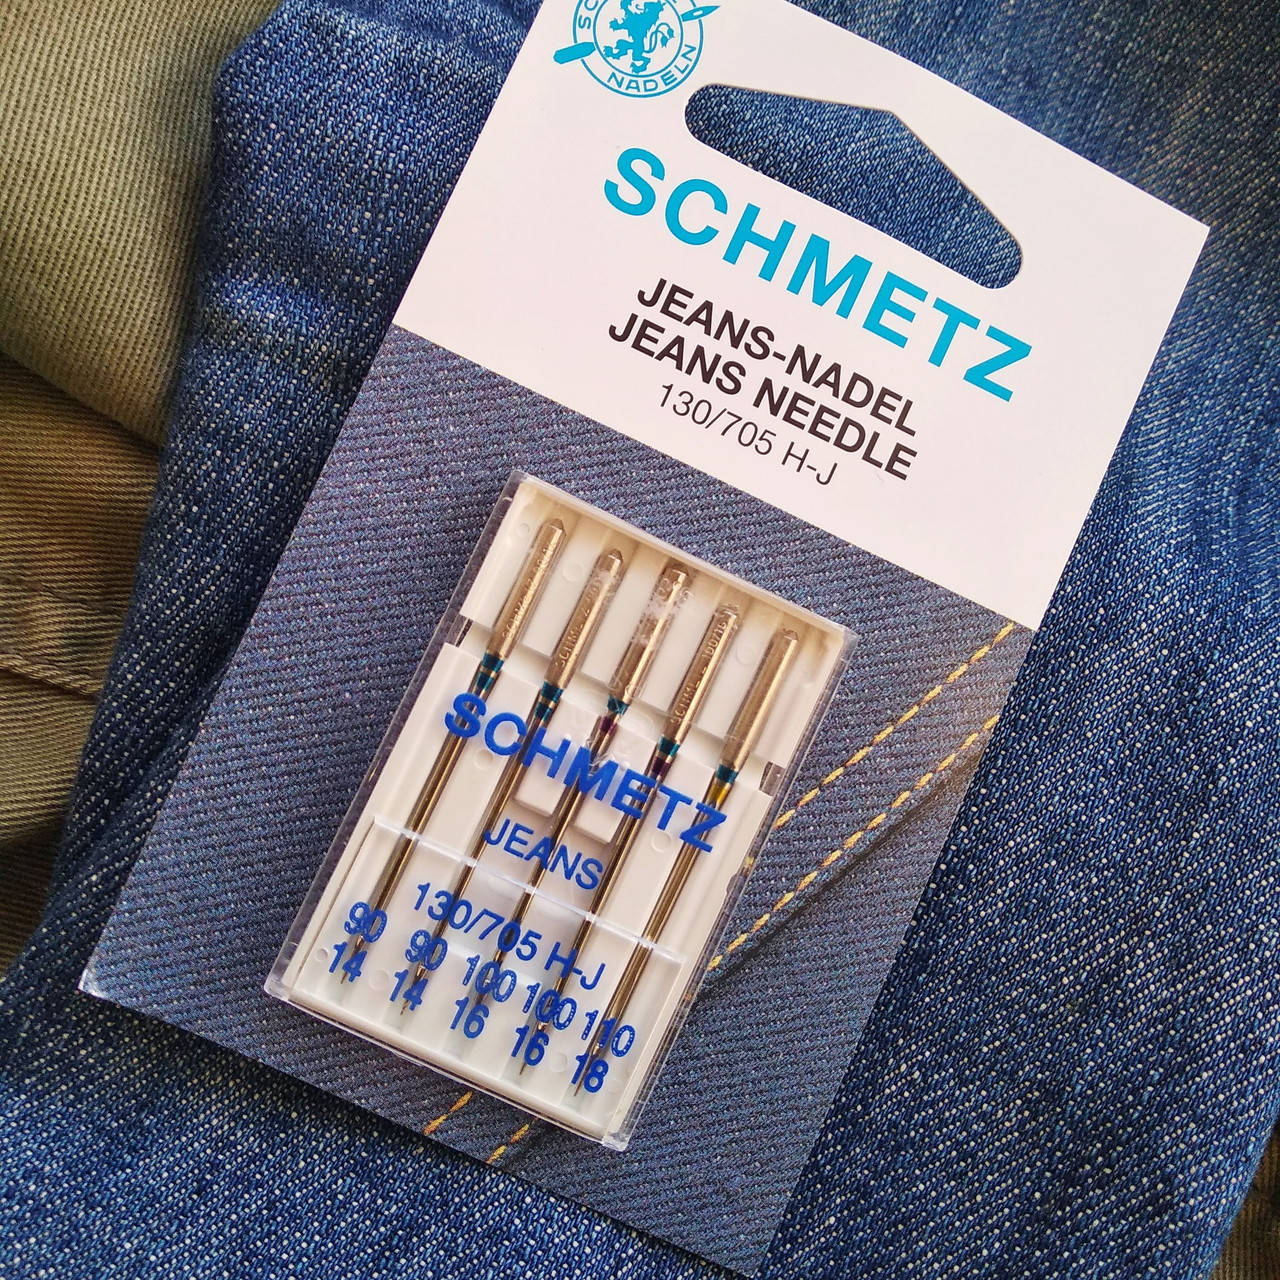 NADELN
SCHMETZ
JEANS-NADEL
JEANS NEEDLE
130/705 H-J
SCHMETZ
JEANS
130/705 H-J
90 90 100 100 110
14 14 16 16 18